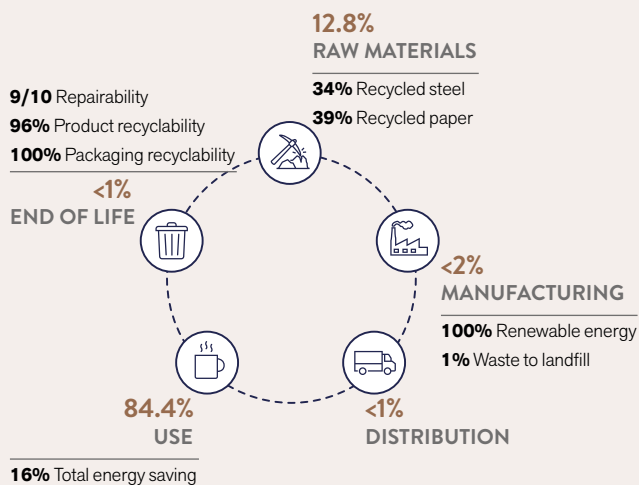 12.8%
RAW MATERIALS
34% Recycled steel
39% Recycled paper
9/10 Repairability
96% Product recyclability
100% Packaging recyclability
<1%
END OF LIFE
<2%
MANUFACTURING
100% Renewable energy
1% Waste to landfill
84.4%
USE
16% Total energy saving
<1%
DISTRIBUTION